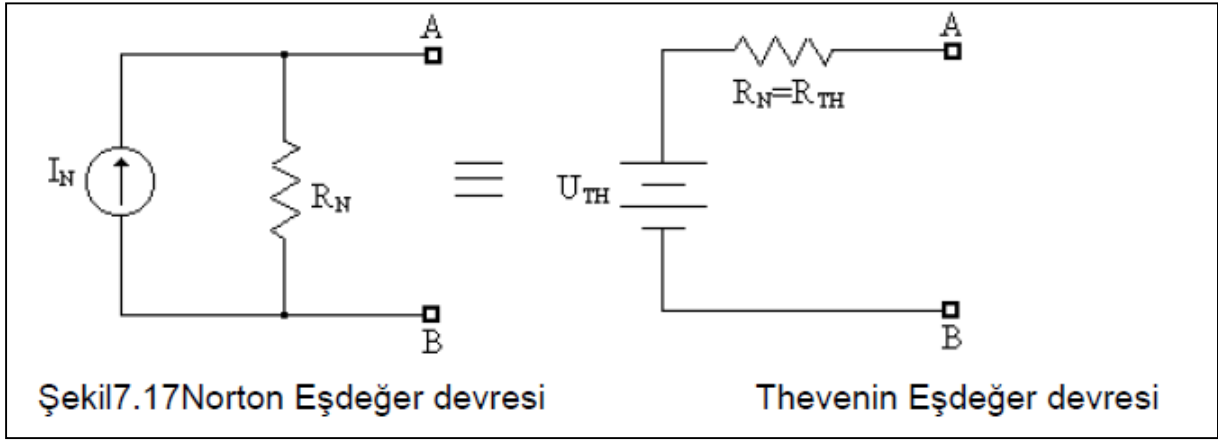 A
I_N
R_N
B
A
R_N=R_TH
U_TH
B
Şekil7.17Norton Eşdeğer devresi
Thevenin Eşdeğer devresi